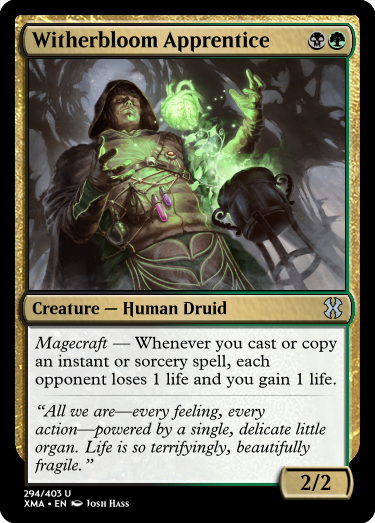 Witherbloom Apprentice
Creature — Human Druid
Magecraft — Whenever you cast or copy
an instant or sorcery spell, each
opponent loses 1 life and you gain 1 life.
“All we are—every feeling, every
action—powered by a single, delicate little
organ. Life is so terrifyingly, beautifully
fragile.”
2/2
294/403 U
XMA • EN Josh Hass